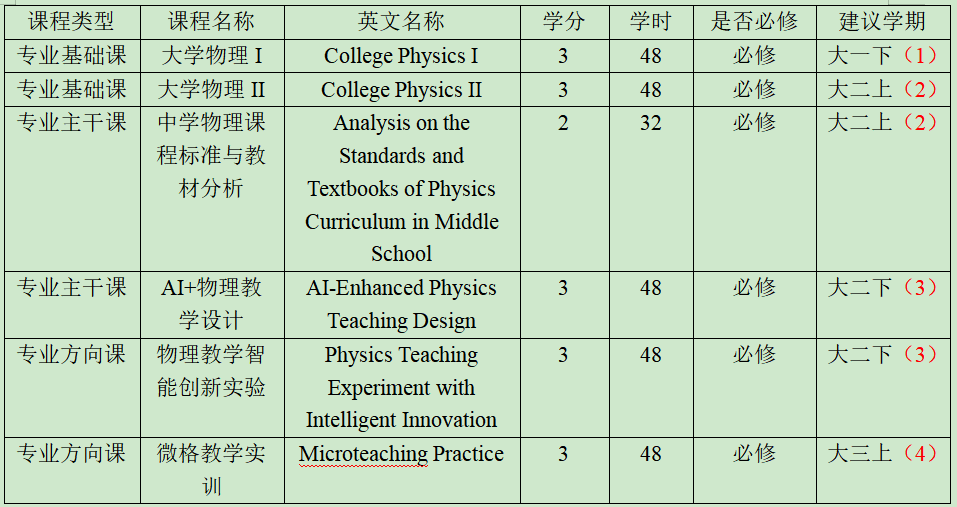 课程类型 课程名称 英文名称 学分 学时 是否必修 建议学期
专业基础课 大学物理 I College Physics I 3 48 必修 大一下（1）
专业基础课 大学物理 II College Physics II 3 48 必修 大二上（2）
专业主干课 中学物理课 Analysis on the 2 32 必修 大二上（2）
程标准与教 Standards and
材分析 Textbooks of Physics
Curriculum in Middle
School
专业主干课 AI+物理教 AI-Enhanced Physics 3 48 必修 大二下（3）
学设计 Teaching Design
专业方向课 物理教学智 Physics Teaching 3 48 必修 大二下（3）
能创新实验 Experiment with
Intelligent Innovation
专业方向课 微格教学实 Microteaching Practice 3 48 必修 大三上（4）
训